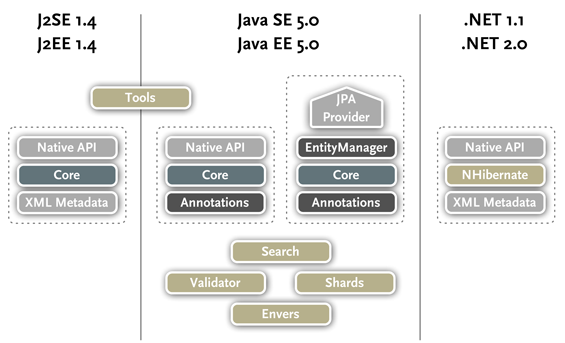 J2SE 1.4
J2EE 1.4
Java SE 5.0
Java EE 5.0
.NET 1.1
.NET 2.0
Tools
JPA
Provider
Native API
Core
XML Metadata
Native API
Core
Annotations
EntityManager
Core
Annotations
Native API
NHibernate
XML Metadata
Search
Validator
Shards
Envers